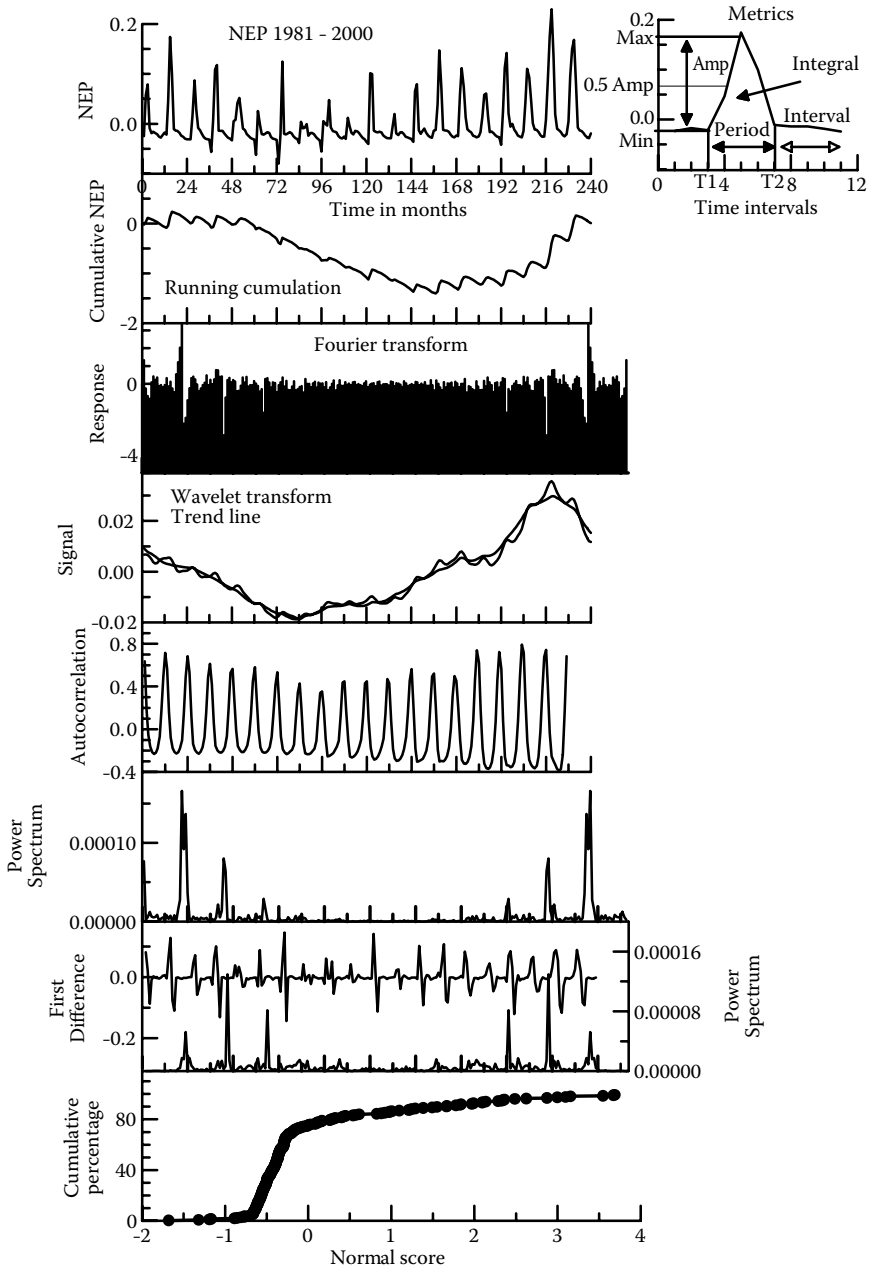 NEP 1981 - 2000
NEP
0.2
0.0
0 24 48 72 96 120 144 168 192 216 240
Time in months
Metrics
0.2
Max
Amp
Integral
0.5 Amp
0.0
Interval
Min
Period
0 T1 4 T2 8 12
Time intervals
Cumulative NEP
0
-2
Running cumulation
Response
0
-4
Fourier transform
Signal
0.02
0.00
-0.02
Wavelet transform
Trend line
Autocorrelation
0.8
0.4
0.0
-0.4
Power
Spectrum
0.00010
0.00000
First
Difference
0.0
-0.2
0.00016
0.00008
0.00000
Power
Spectrum
Cumulative
percentage
80
40
0
-2 -1 0 1 2 3 4
Normal score